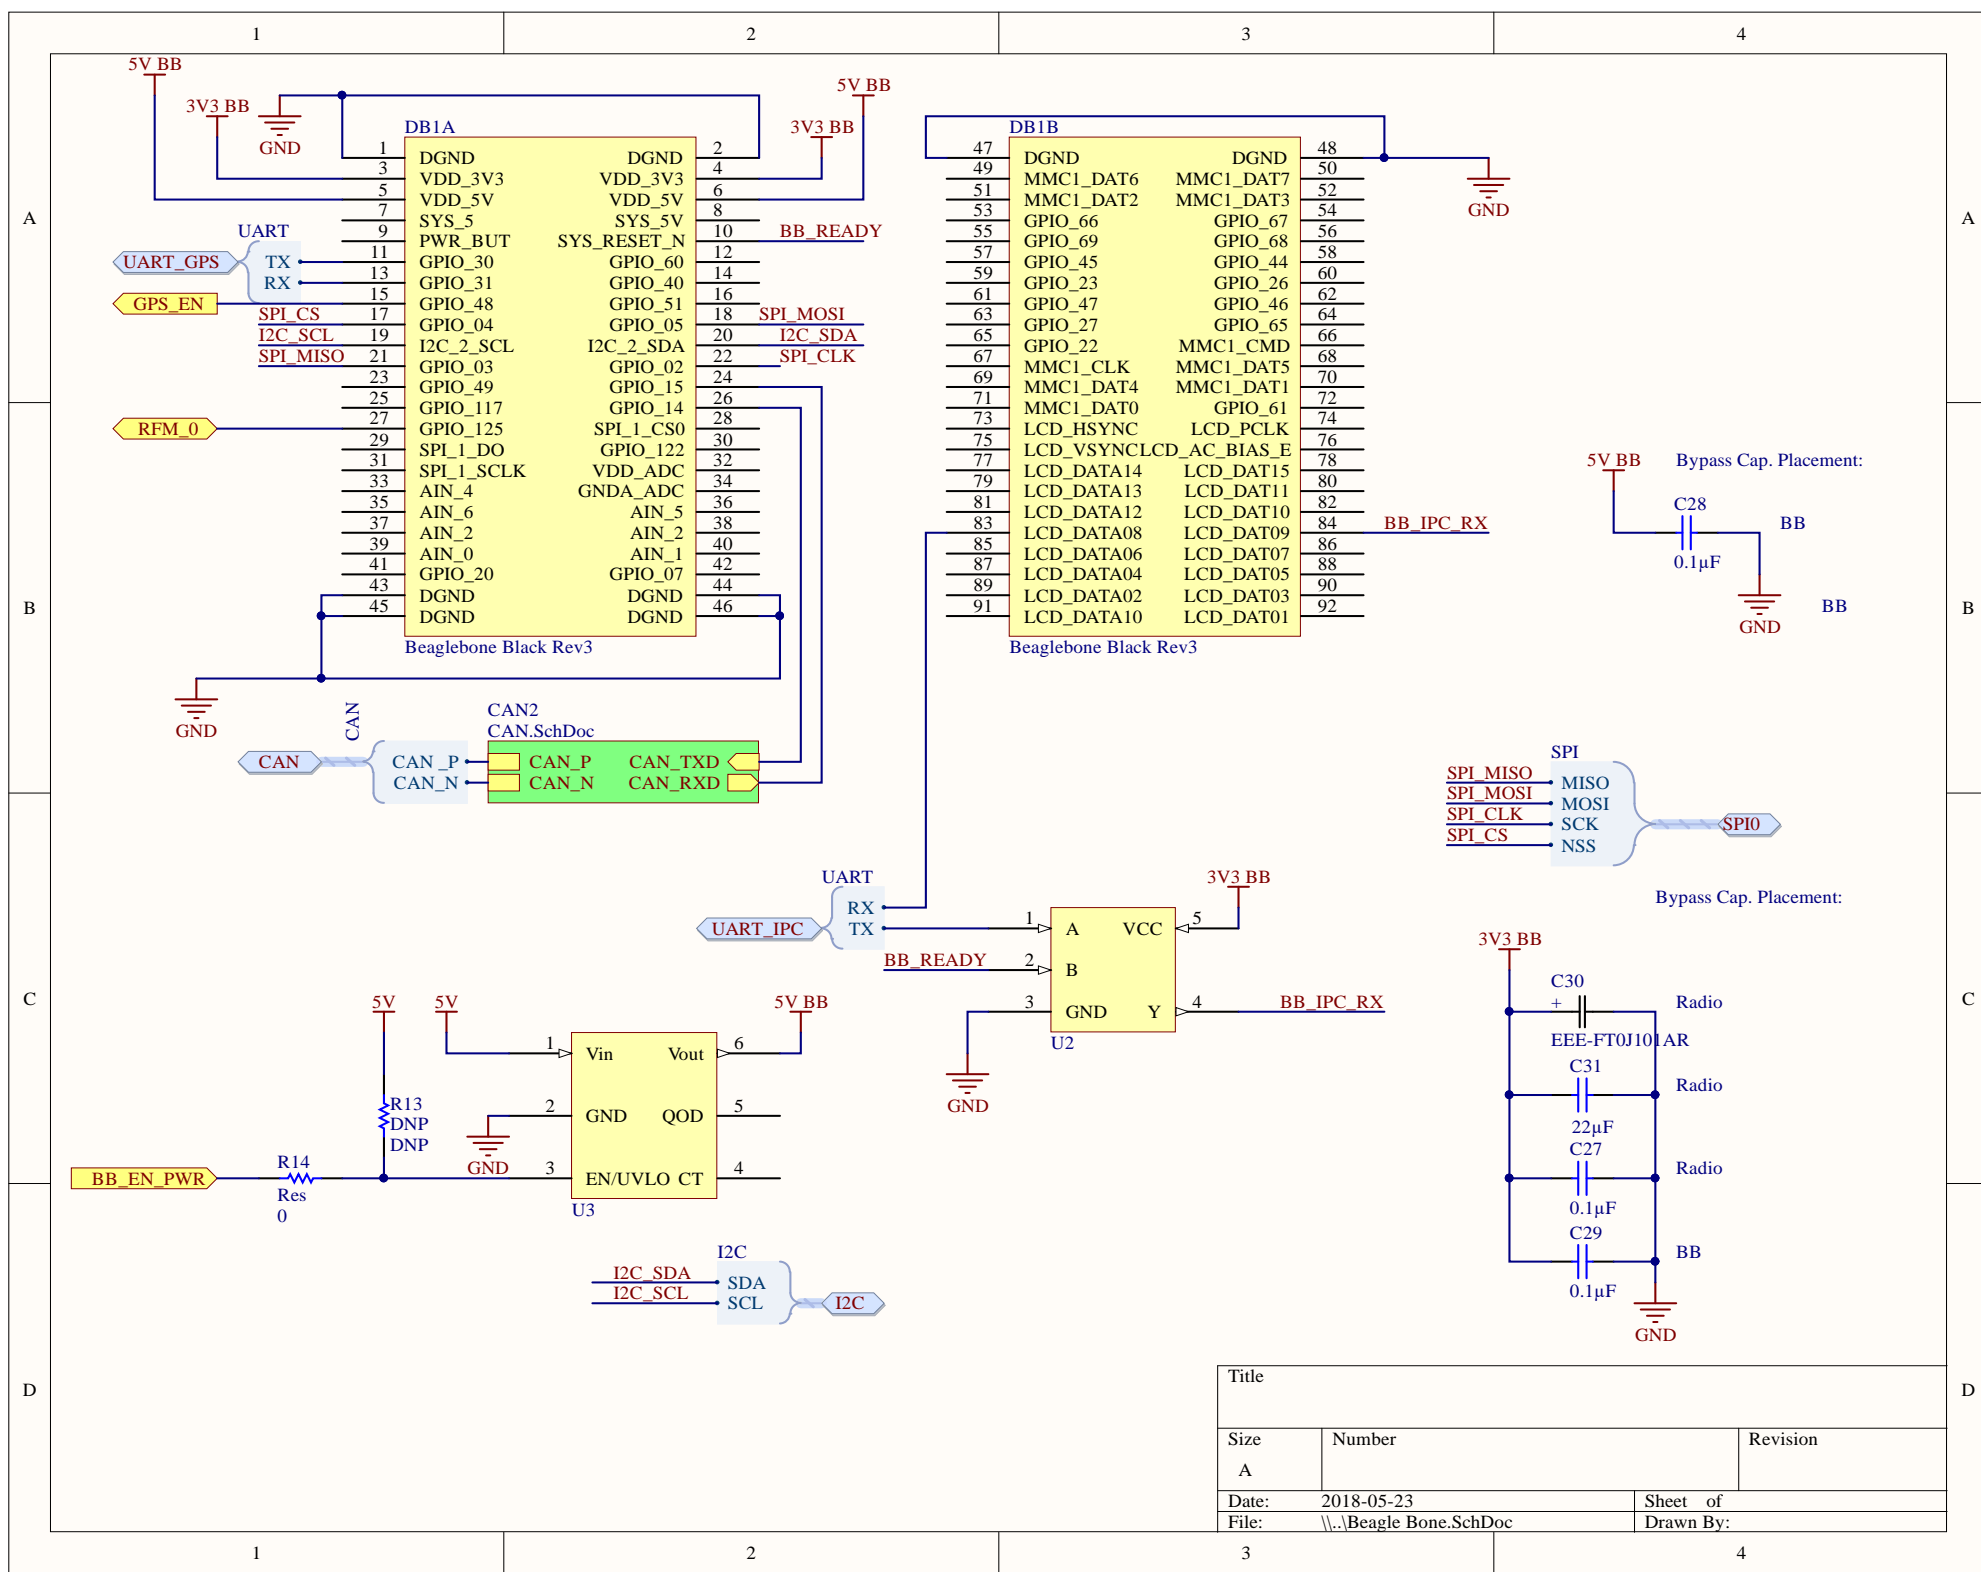 1 2 3 4
A A
B B
C C
D D
1 2 3 4
5V BB
3V3 BB
GND
5V BB
3V3 BB
DB1A
1 DGND DGND 2
3 VDD_3V3 VDD_3V3 4
5 VDD_5V VDD_5V 6
7 SYS_5 SYS_5V 8
9 PWR_BUT SYS_RESET_N 10 BB_READY
11 GPIO_30 GPIO_60 12
13 GPIO_31 GPIO_40 14
15 GPIO_48 GPIO_51 16
SPI_CS 17 GPIO_04 GPIO_05 18 SPI_MOSI
I2C_SCL 19 I2C_2_SCL I2C_2_SDA 20 I2C_SDA
SPI_MISO 21 GPIO_03 GPIO_02 22 SPI_CLK
23 GPIO_49 GPIO_15 24
25 GPIO_117 GPIO_14 26
27 GPIO_125 SPI_1_CS0 28
29 SPI_1_DO GPIO_122 30
31 SPI_1_SCLK VDD_ADC 32
33 AIN_4 GNDA_ADC 34
35 AIN_6 AIN_5 36
37 AIN_2 AIN_2 38
39 AIN_0 AIN_1 40
41 GPIO_20 GPIO_07 42
43 DGND DGND 44
45 DGND DGND 46
Beaglebone Black Rev3
UART
UART_GPS
TX
RX
GPS_EN
RFM_0
GND
DB1B
47 DGND DGND 48
49 MMC1_DAT6 MMC1_DAT7 50
51 MMC1_DAT2 MMC1_DAT3 52
53 GPIO_66 GPIO_67 54
55 GPIO_69 GPIO_68 56
57 GPIO_45 GPIO_44 58
59 GPIO_23 GPIO_26 60
61 GPIO_47 GPIO_46 62
63 GPIO_27 GPIO_65 64
65 GPIO_22 MMC1_CMD 66
67 MMC1_CLK MMC1_DAT5 68
69 MMC1_DAT4 MMC1_DAT1 70
71 MMC1_DAT0 GPIO_61 72
73 LCD_HSYNC LCD_PCLK 74
75 LCD_VSYNC LCD_AC_BIAS_E 76
77 LCD_DATA14 LCD_DAT15 78
79 LCD_DATA13 LCD_DAT11 80
81 LCD_DATA12 LCD_DAT10 82
83 LCD_DATA08 LCD_DAT09 84 BB_IPC_RX
85 LCD_DATA06 LCD_DAT07 86
87 LCD_DATA04 LCD_DAT05 88
89 LCD_DATA02 LCD_DAT03 90
91 LCD_DATA10 LCD_DAT01 92
Beaglebone Black Rev3
GND
5V BB
Bypass Cap. Placement:
C28
0.1µF
BB
BB
GND
CAN
CAN
CAN _P
CAN_N
CAN2
CAN.SchDoc
CAN_P CAN_TXD
CAN_N CAN_RXD
SPI
SPI_MISO MISO
SPI_MOSI MOSI
SPI_CLK SCK
SPI_CS NSS
SPI0
UART
UART_IPC
RX
TX
3V3 BB
1 A VCC 5
BB_READY 2 B
3 GND Y 4 BB_IPC_RX
U2
GND
Bypass Cap. Placement:
3V3 BB
C30
+
EEE-FT0J101AR
Radio
C31
22µF
Radio
C27
0.1µF
Radio
C29
0.1µF
BB
GND
5V
5V
5V BB
1 Vin Vout 6
2 GND QOD 5
3 EN/UVLO CT 4
U3
GND
R13
DNP
DNP
BB_EN_PWR
R14
Res
0
I2C
I2C_SDA SDA
I2C_SCL SCL
I2C
Title
Size Number Revision
A
Date: 2018-05-23 Sheet of
File: \\..\Beagle Bone.SchDoc Drawn By: